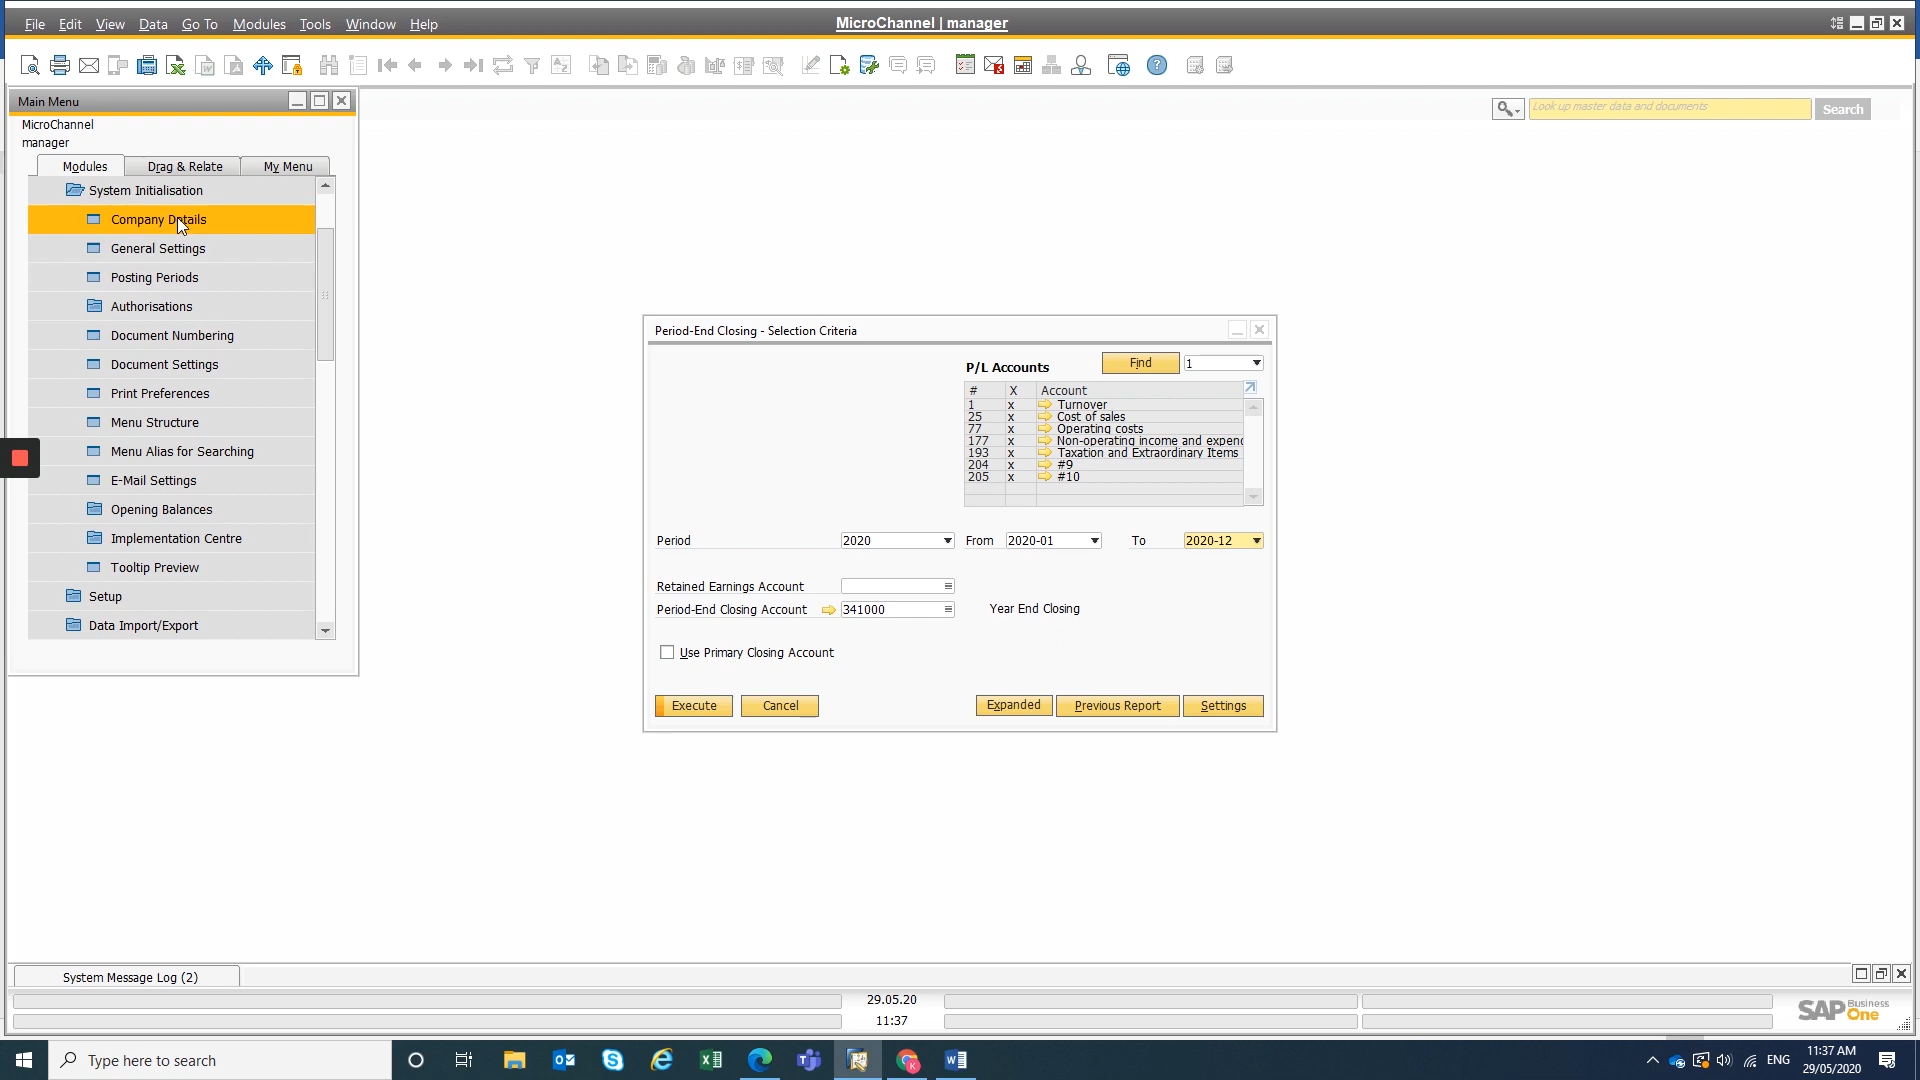 File Edit View Data Go To Modules Tools Window Help
MicroChannel | manager
Main Menu
MicroChannel
manager
Modules Drag & Relate My Menu
System Initialisation
Company Details
General Settings
Posting Periods
Authorisations
Document Numbering
Document Settings
Print Preferences
Menu Structure
Menu Alias for Searching
E-Mail Settings
Opening Balances
Implementation Centre
Tooltip Preview
Setup
Data Import/Export
Look up master data and documents
Search
Period-End Closing - Selection Criteria
P/L Accounts Find 1
# X Account
1 x Turnover
25 x Cost of sales
77 x Operating costs
177 x Non-operating income and expend
193 x Taxation and Extraordinary Items
204 x #9
205 x #10
Period 2020 From 2020-01 To 2020-12
Retained Earnings Account
Period-End Closing Account 341000 Year End Closing
Use Primary Closing Account
Execute Cancel Expanded Previous Report Settings
System Message Log (2)
29.05.20
11:37
SAP Business One
Type here to search
ENG
11:37 AM
29/05/2020